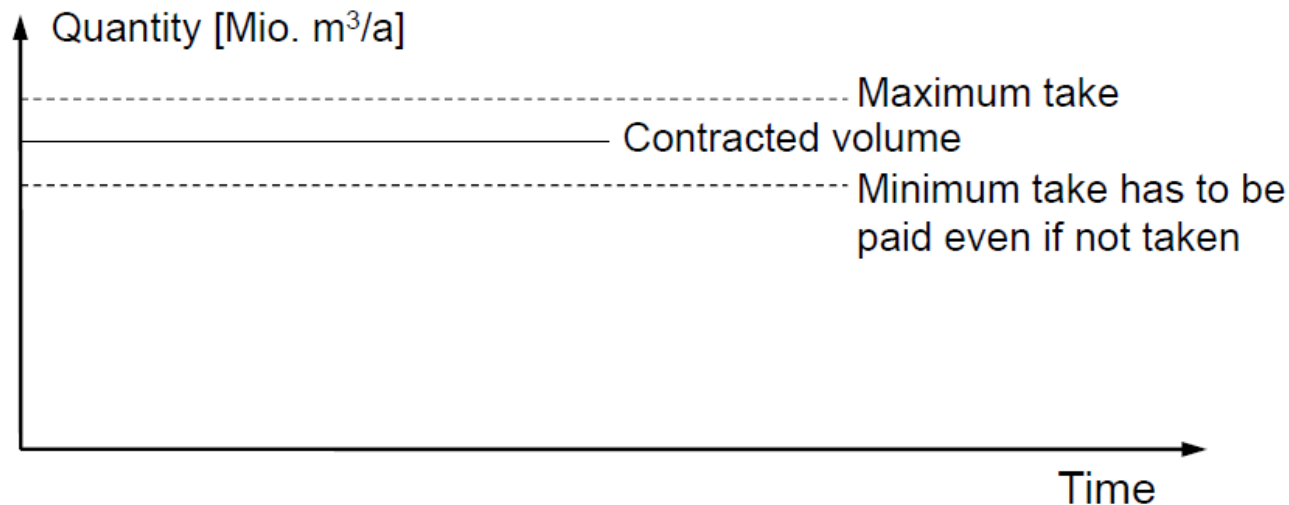 Quantity [Mio. m³/a]
Maximum take
Contracted volume
Minimum take has to be
paid even if not taken
Time